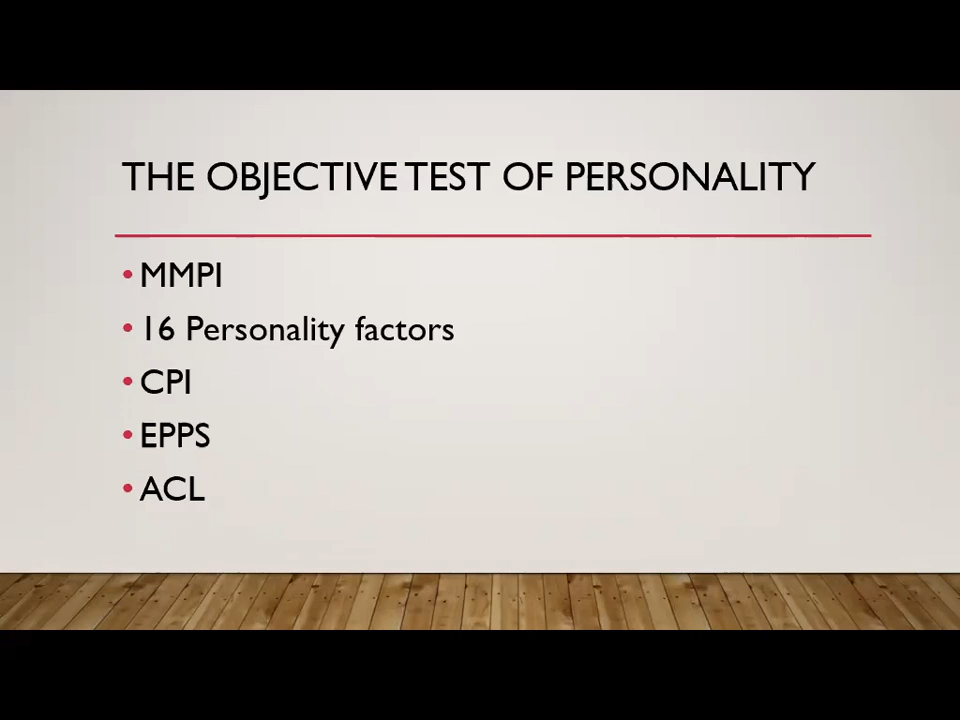 THE OBJECTIVE TEST OF PERSONALITY
• MMPI
• 16 Personality factors
• CPI
• EPPS
• ACL